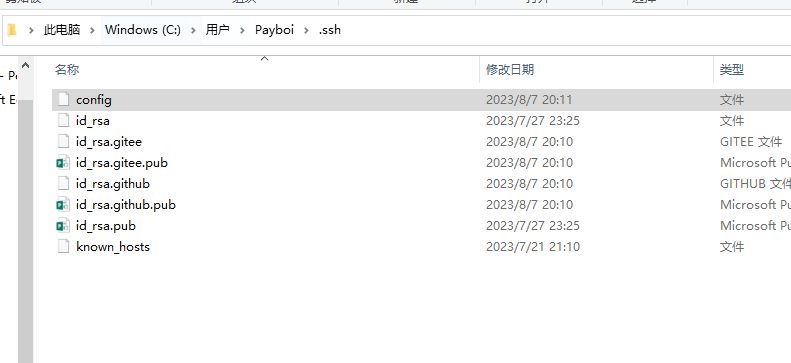 此电脑 Windows (C:) 用户 Payboi .ssh
名称 修改日期 类型
config 2023/8/7 20:11 文件
id_rsa 2023/7/27 23:25 文件
id_rsa.gitee 2023/8/7 20:10 GITEE 文件
id_rsa.gitee.pub 2023/8/7 20:10 Microsoft Pu
id_rsa.github 2023/8/7 20:10 GITHUB 文件
id_rsa.github.pub 2023/8/7 20:10 Microsoft Pu
id_rsa.pub 2023/7/27 23:25 Microsoft Pu
known_hosts 2023/7/21 21:10 文件